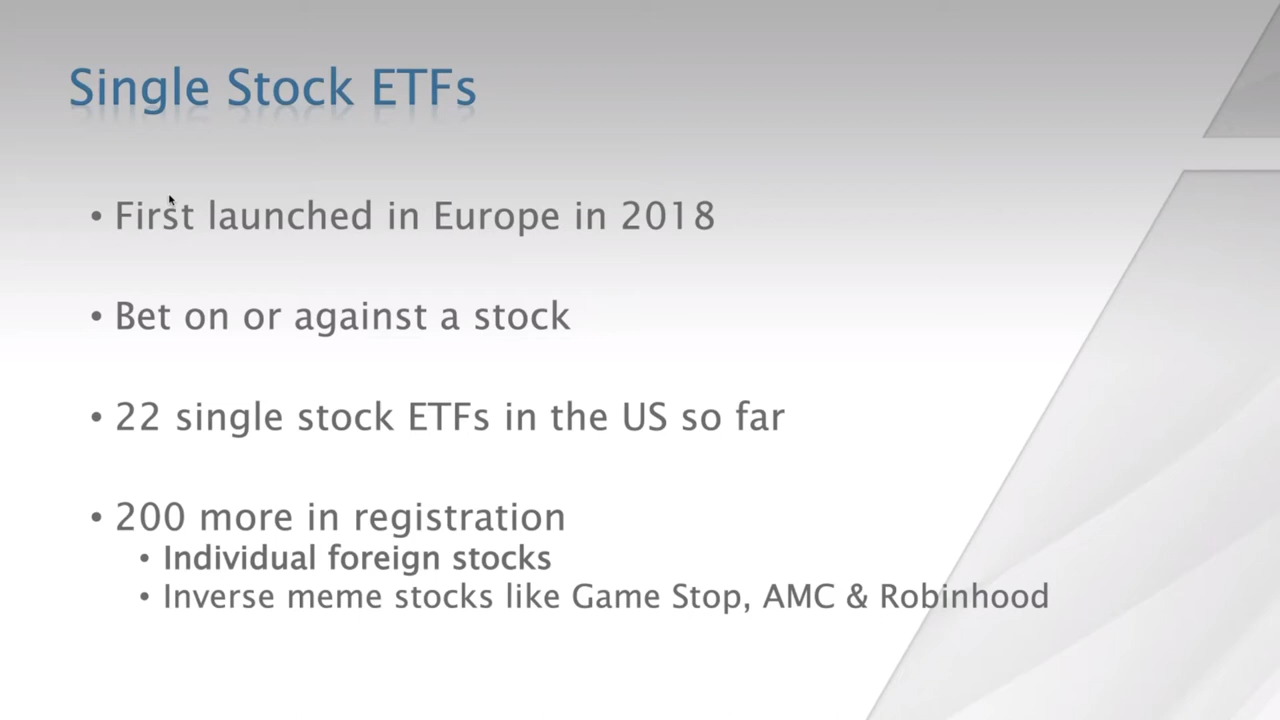 Single Stock ETFs
• First launched in Europe in 2018
• Bet on or against a stock
• 22 single stock ETFs in the US so far
• 200 more in registration
• Individual foreign stocks
• Inverse meme stocks like Game Stop, AMC & Robinhood